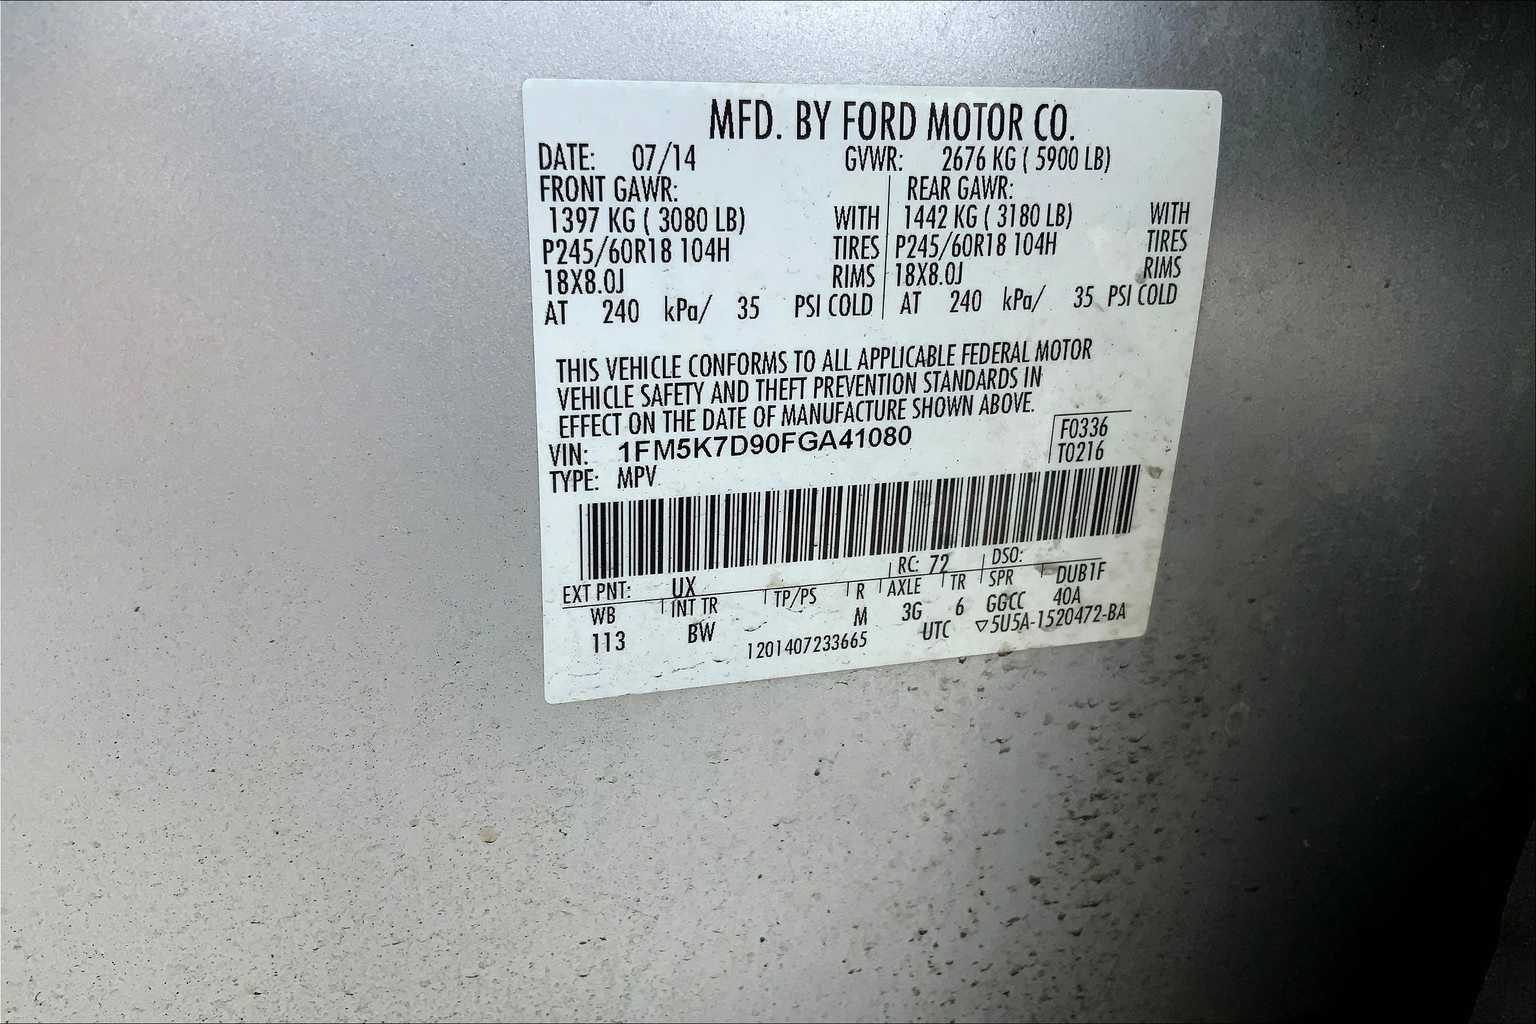 MFD. BY FORD MOTOR CO.
DATE: 07/14 GVWR: 2676 KG ( 5900 LB)
FRONT GAWR: REAR GAWR:
1397 KG ( 3080 LB) WITH 1442 KG ( 3180 LB) WITH
P245/60R18 104H TIRES P245/60R18 104H TIRES
18X8.0J RIMS 18X8.0J RIMS
AT 240 kPa/ 35 PSI COLD AT 240 kPa/ 35 PSI COLD
THIS VEHICLE CONFORMS TO ALL APPLICABLE FEDERAL MOTOR
VEHICLE SAFETY AND THEFT PREVENTION STANDARDS IN
EFFECT ON THE DATE OF MANUFACTURE SHOWN ABOVE.
VIN: 1FM5K7D90FGA41080 F0336
TYPE: MPV T0216
EXT PNT: UX RC: 72 DSO:
WB INT TR TP/PS R AXLE TR SPR DUB1F
113 BW M 3G 6 GGCC 40A
1201407233665 UTC ▽5U5A-1520472-BA